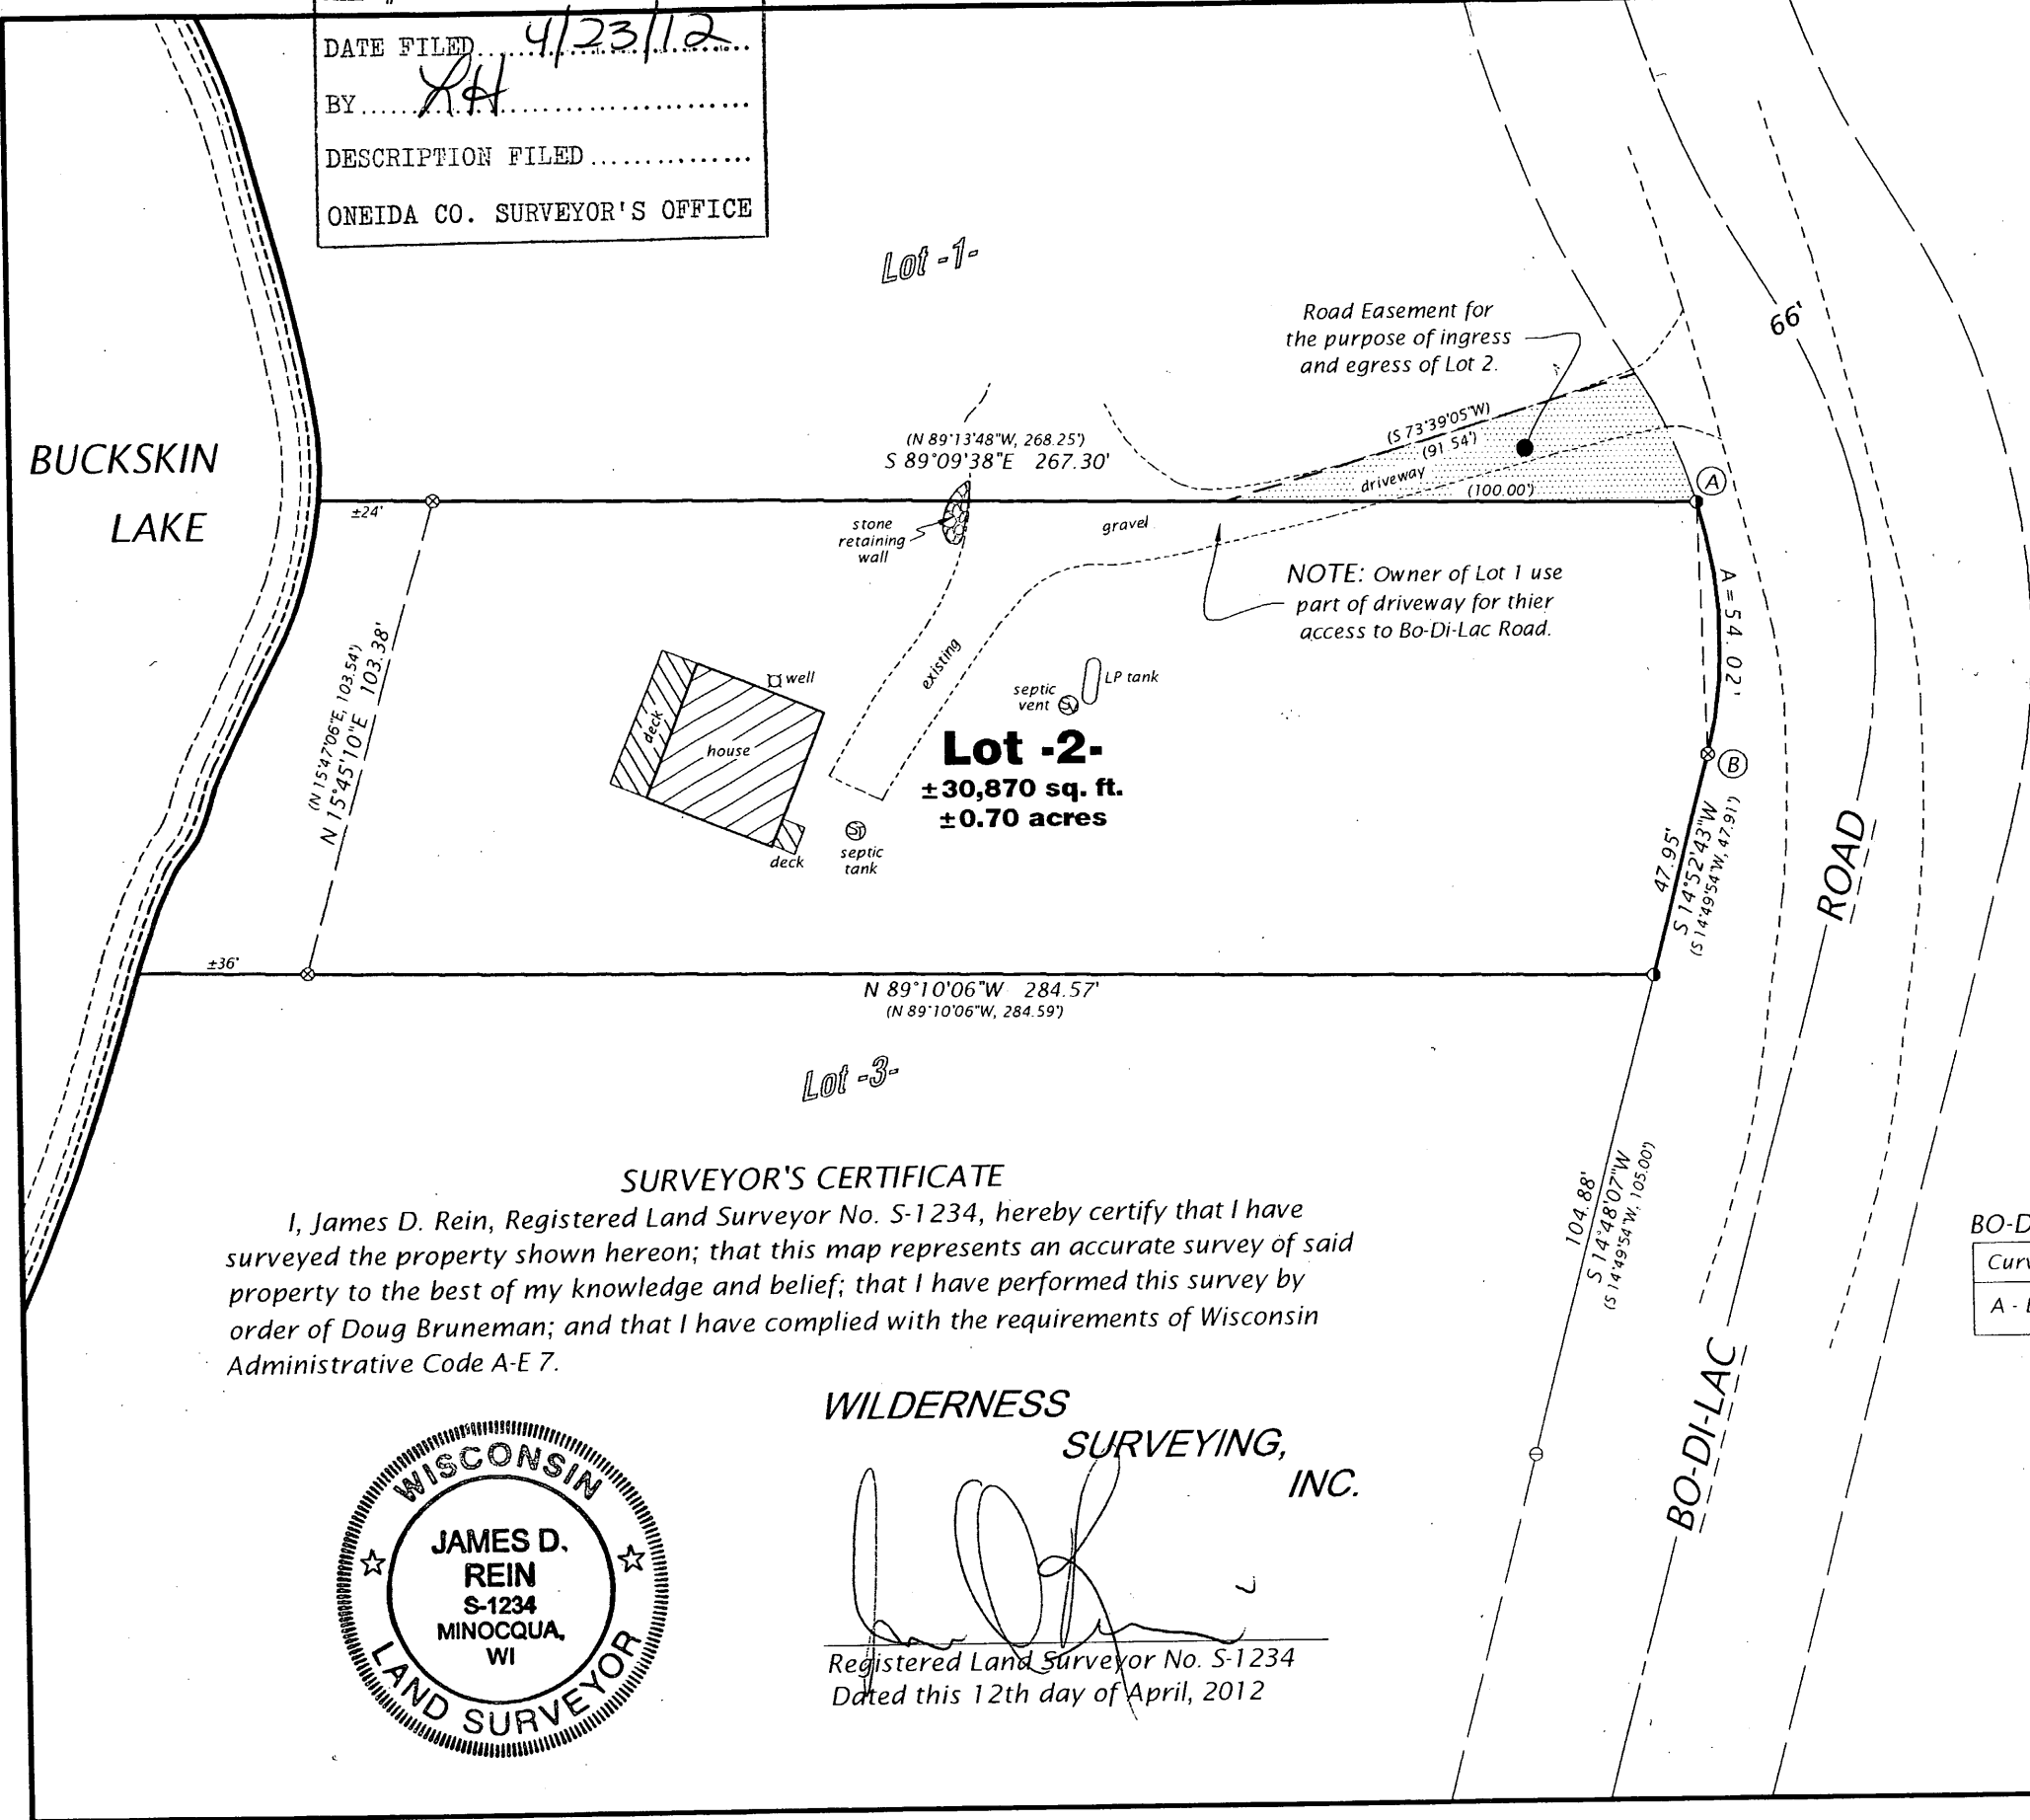 DATE FILED 4/23/12
BY LH
DESCRIPTION FILED
ONEIDA CO. SURVEYOR'S OFFICE
Lot -1-
66'
Road Easement for
the purpose of ingress
and egress of Lot 2.
BUCKSKIN
LAKE
(N 89°13'48"W, 268.25')
S 89°09'38"E 267.30'
(S 73°39'05"W)
(91.54')
driveway
(100.00')
A
±24'
stone
retaining
wall
gravel
NOTE: Owner of Lot 1 use
part of driveway for thier
access to Bo-Di-Lac Road.
A=54.02'
(N 15°47'06"E, 103.54')
N 15°45'10"E 103.38'
existing
well
deck
house
septic
vent
SV
LP tank
Lot -2-
±30,870 sq. ft.
±0.70 acres
B
deck
ST
septic
tank
47.95'
S 14°52'43"W
(S 14°49'54"W, 47.91')
ROAD
±36'
N 89°10'06"W 284.57'
(N 89°10'06"W, 284.59')
Lot -3-
104.88'
S 14°48'07"W
(S 14°49'54"W, 105.00')
BO-DI-LAC
SURVEYOR'S CERTIFICATE
I, James D. Rein, Registered Land Surveyor No. S-1234, hereby certify that I have
surveyed the property shown hereon; that this map represents an accurate survey of said
property to the best of my knowledge and belief; that I have performed this survey by
order of Doug Bruneman; and that I have complied with the requirements of Wisconsin
Administrative Code A-E 7.
BO-D
Curv
A -
WILDERNESS
SURVEYING,
INC.
WISCONSIN
JAMES D.
REIN
S-1234
MINOCQUA,
WI
LAND SURVEYOR
Registered Land Surveyor No. S-1234
Dated this 12th day of April, 2012